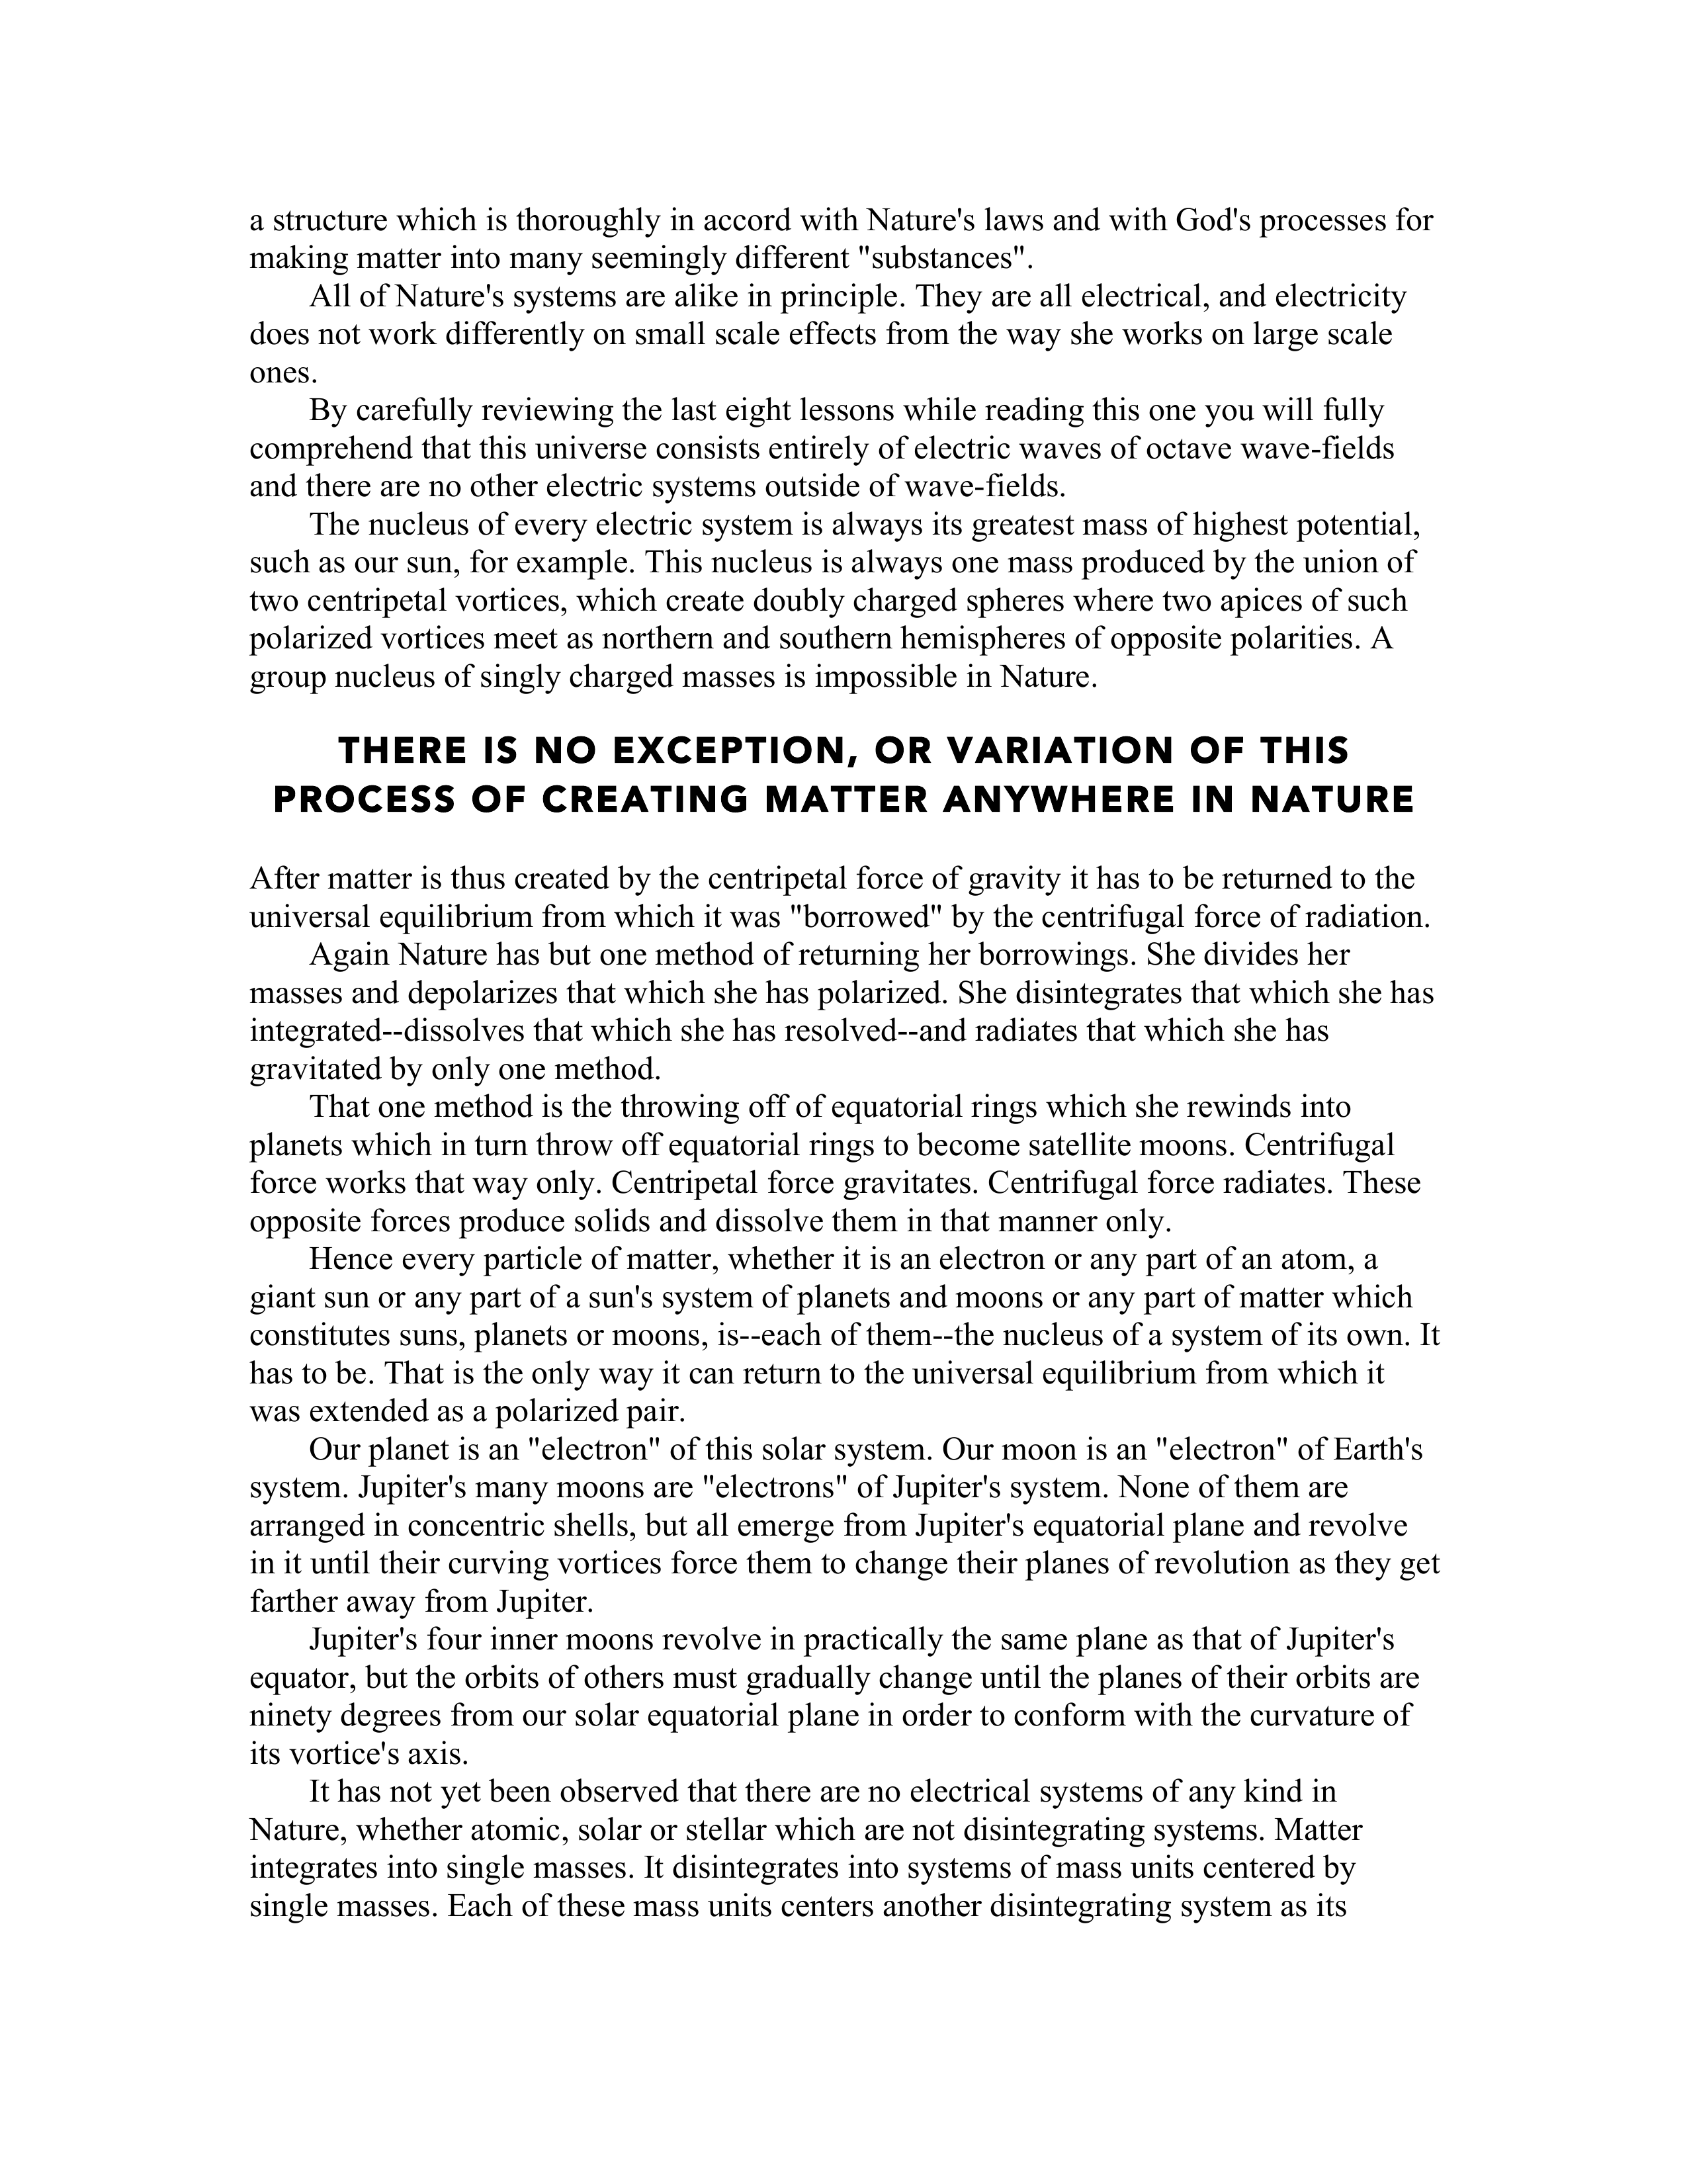 a structure which is thoroughly in accord with Nature's laws and with God's processes for
making matter into many seemingly different "substances".
All of Nature's systems are alike in principle. They are all electrical, and electricity
does not work differently on small scale effects from the way she works on large scale
ones.
By carefully reviewing the last eight lessons while reading this one you will fully
comprehend that this universe consists entirely of electric waves of octave wave-fields
and there are no other electric systems outside of wave-fields.
The nucleus of every electric system is always its greatest mass of highest potential,
such as our sun, for example. This nucleus is always one mass produced by the union of
two centripetal vortices, which create doubly charged spheres where two apices of such
polarized vortices meet as northern and southern hemispheres of opposite polarities. A
group nucleus of singly charged masses is impossible in Nature.
THERE IS NO EXCEPTION, OR VARIATION OF THIS
PROCESS OF CREATING MATTER ANYWHERE IN NATURE
After matter is thus created by the centripetal force of gravity it has to be returned to the
universal equilibrium from which it was "borrowed" by the centrifugal force of radiation.
Again Nature has but one method of returning her borrowings. She divides her
masses and depolarizes that which she has polarized. She disintegrates that which she has
integrated--dissolves that which she has resolved--and radiates that which she has
gravitated by only one method.
That one method is the throwing off of equatorial rings which she rewinds into
planets which in turn throw off equatorial rings to become satellite moons. Centrifugal
force works that way only. Centripetal force gravitates. Centrifugal force radiates. These
opposite forces produce solids and dissolve them in that manner only.
Hence every particle of matter, whether it is an electron or any part of an atom, a
giant sun or any part of a sun's system of planets and moons or any part of matter which
constitutes suns, planets or moons, is--each of them--the nucleus of a system of its own. It
has to be. That is the only way it can return to the universal equilibrium from which it
was extended as a polarized pair.
Our planet is an "electron" of this solar system. Our moon is an "electron" of Earth's
system. Jupiter's many moons are "electrons" of Jupiter's system. None of them are
arranged in concentric shells, but all emerge from Jupiter's equatorial plane and revolve
in it until their curving vortices force them to change their planes of revolution as they get
farther away from Jupiter.
Jupiter's four inner moons revolve in practically the same plane as that of Jupiter's
equator, but the orbits of others must gradually change until the planes of their orbits are
ninety degrees from our solar equatorial plane in order to conform with the curvature of
its vortice's axis.
It has not yet been observed that there are no electrical systems of any kind in
Nature, whether atomic, solar or stellar which are not disintegrating systems. Matter
integrates into single masses. It disintegrates into systems of mass units centered by
single masses. Each of these mass units centers another disintegrating system as its